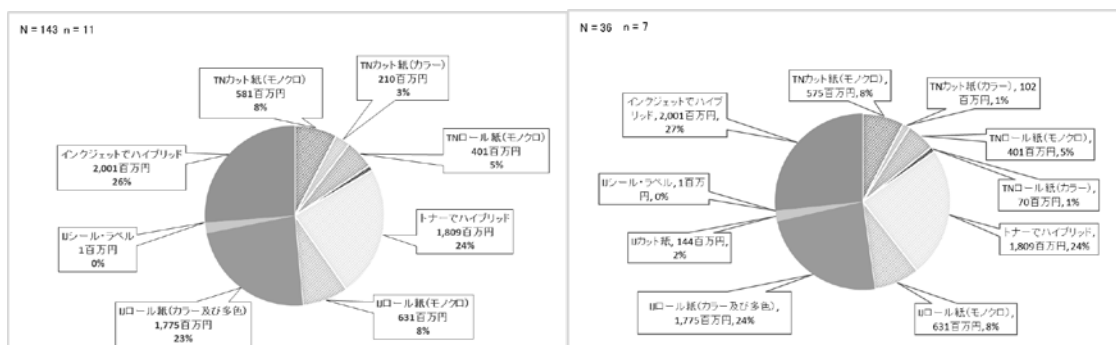 N = 143 n = 11
TNカット紙(モノクロ)
581百万円
8%
TNカット紙(カラー)
210百万円
3%
TNロール紙(モノクロ)
401百万円
5%
トナーでハイブリッド
1,809百万円
24%
IJロール紙(モノクロ)
631百万円
8%
IJロール紙(カラー及び多色)
1,775百万円
23%
IJシール・ラベル
1百万円
0%
インクジェットでハイブリッド
2,001百万円
26%
N = 36 n = 7
TNカット紙(モノクロ),
575百万円, 8%
TNカット紙(カラー), 102
百万円, 1%
TNロール紙(モノクロ),
401百万円, 5%
TNロール紙(カラー),
70百万円, 1%
トナーでハイブリッド,
1,809百万円, 24%
IJロール紙(モノクロ),
631百万円, 8%
IJロール紙(カラー及び多色),
1,775百万円, 24%
IJカット紙, 144百万円,
2%
IJシール・ラベル, 1百万
円, 0%
インクジェットでハイブ
リッド, 2,001百万円,
27%